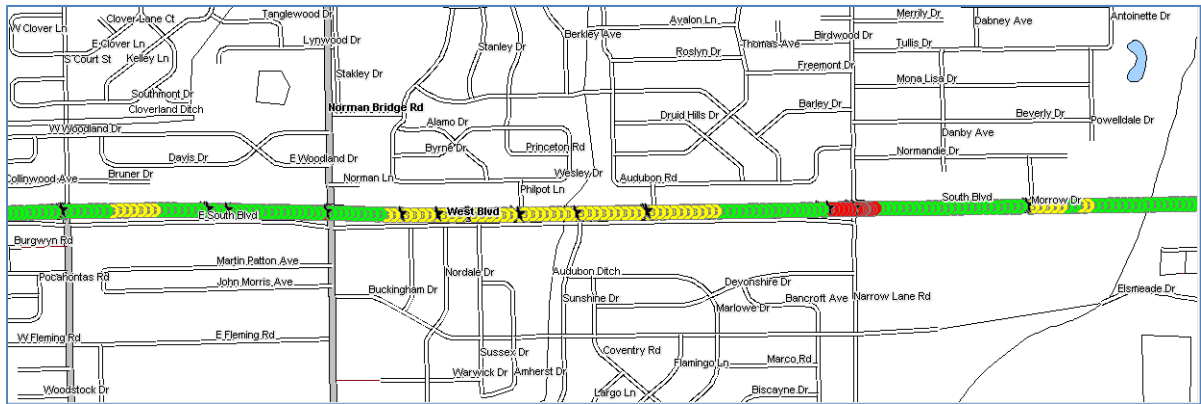 Clover Lane Ct
Tanglewood Dr
Avalon Ln
Merrily Dr
Dabney Ave
Antoinette Dr
W Clover Ln
Berkley Ave
Birdwood Dr
E Clover Ln
Lynwood Dr
Stanley Dr
Thomas Ave
Tullis Dr
S Court St
Kelley Ln
Roslyn Dr
Freemont Dr
Stakley Dr
Mona Lisa Dr
Southmont Dr
Cloverland Ditch
Norman Bridge Rd
Barley Dr
Druid Hills Dr
Beverly Dr
Powelldale Dr
W Woodland Dr
Alamo Dr
Danby Ave
Byrne Dr
Princeton Rd
Normandie Dr
Davis Dr
E Woodland Dr
Wesley Dr
Collinwood Ave
Bruner Dr
Norman Ln
Audubon Rd
Philpot Ln
South Blvd
Morrow Dr
E South Blvd
West Blvd
Burgwyn Rd
Martin Patton Ave
Pocahontas Rd
Nordale Dr
Audubon Ditch
John Morris Ave
Buckingham Dr
Devonshire Dr
Elsmeade Dr
Sunshine Dr
Bancroft Ave
Narrow Lane Rd
Marlowe Dr
W Fleming Rd
E Fleming Rd
Sussex Dr
Coventry Rd
Flamingo Ln
Marco Rd
Warwick Dr
Amherst Dr
Woodstock Dr
Largo Ln
Biscayne Dr